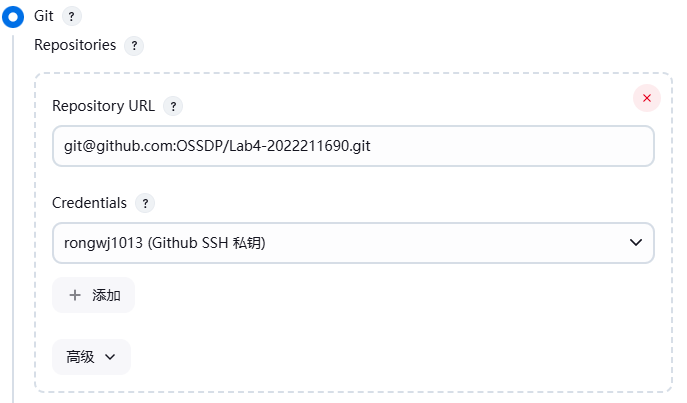 Git ?
Repositories ?
Repository URL ?
git@github.com:OSSDP/Lab4-2022211690.git
Credentials ?
rongwj1013 (Github SSH 私钥)
添加
高级